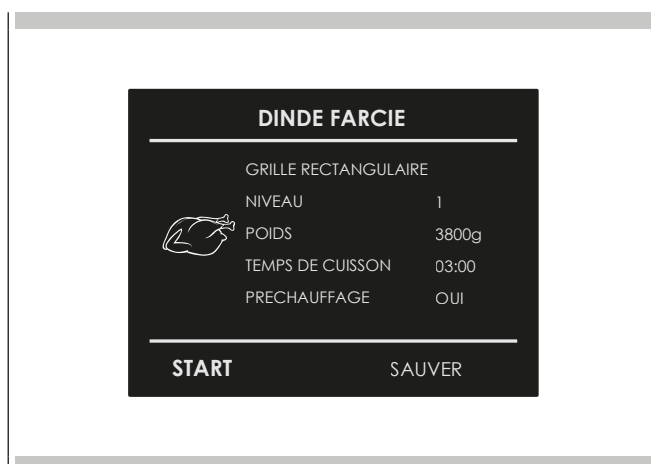 DINDE FARCIE
GRILLE RECTANGULAIRE
NIVEAU 1
POIDS 3800g
TEMPS DE CUISSON 03:00
PRECHAUFFAGE OUI
START SAUVER